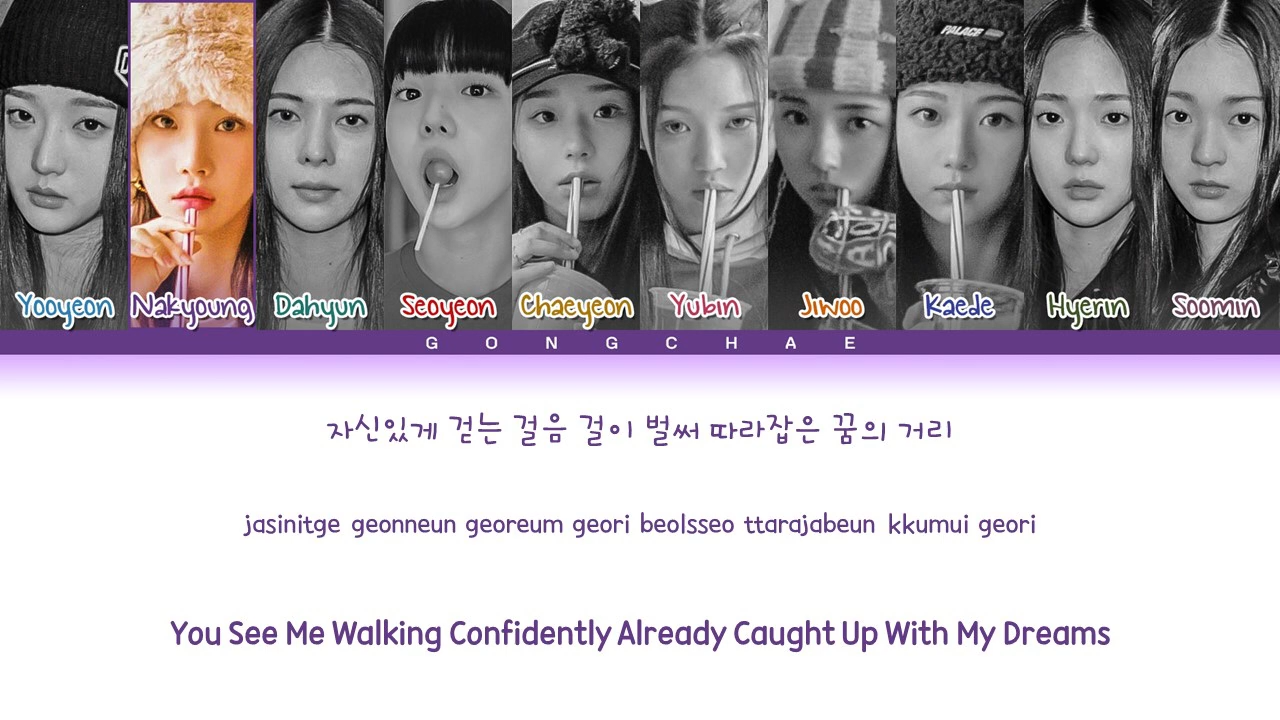 PALACE
Yooyeon Nakyoung Dahyun Seoyeon Chaeyeon Yubin Jiwoo Kaede Hyerin Soomin
GONGCHAE
자신있게 걷는 걸음 걸이 벌써 따라잡은 꿈의 거리
jasinitge geonneun georeum geori beolsseo ttarajabeun kkumui geori
You See Me Walking Confidently Already Caught Up With My Dreams